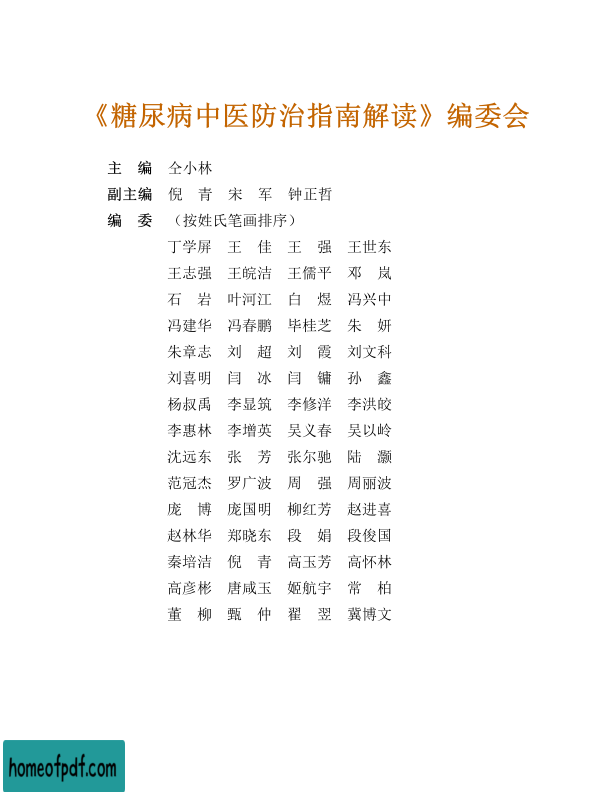 《糖尿病中医防治指南解读》编委会
主　编　仝小林
副主编　倪　青　宋　军　钟正哲
编　委　（按姓氏笔画排序）
丁学屏　王　佳　王　强　王世东
王志强　王皖洁　王儒平　邓　岚
石　岩　叶河江　白　煜　冯兴中
冯建华　冯春鹏　毕桂芝　朱　妍
朱章志　刘　超　刘　霞　刘文科
刘喜明　闫　冰　闫　镛　孙　鑫
杨叔禹　李显筑　李修洋　李洪皎
李惠林　李增英　吴义春　吴以岭
沈远东　张　芳　张尔驰　陆　灏
范冠杰　罗广波　周　强　周丽波
庞　博　庞国明　柳红芳　赵进喜
赵林华　郑晓东　段　娟　段俊国
秦培洁　倪　青　高玉芳　高怀林
高彦彬　唐咸玉　姬航宇　常　柏
董　柳　甄　仲　翟　翌　冀博文
homeofpdf.com